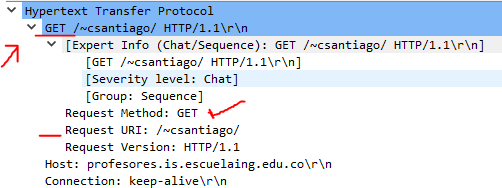 Hypertext Transfer Protocol
GET /~csantiago/ HTTP/1.1\r\n
[Expert Info (Chat/Sequence): GET /~csantiago/ HTTP/1.1\r\n]
[GET /~csantiago/ HTTP/1.1\r\n]
[Severity level: Chat]
[Group: Sequence]
Request Method: GET
Request URI: /~csantiago/
Request Version: HTTP/1.1
Host: profesores.is.escuelaing.edu.co\r\n
Connection: keep-alive\r\n